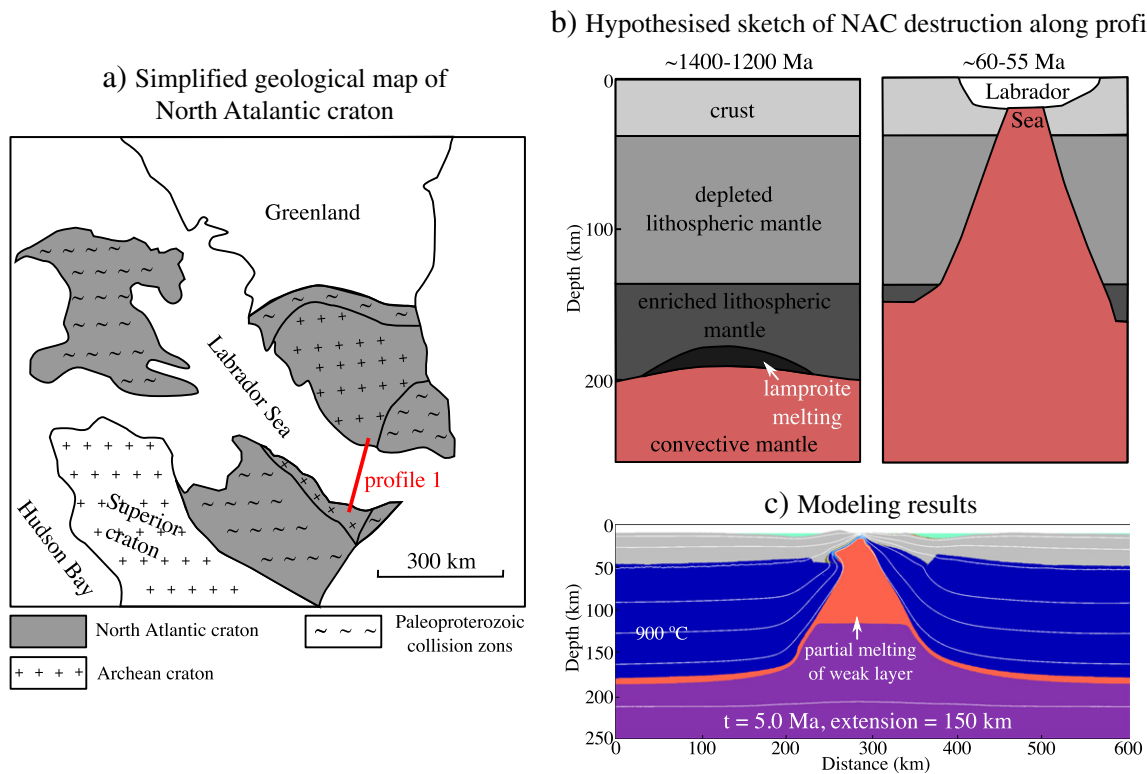 a) Simplified geological map of
North Atalantic craton
Greenland
Labrador Sea
profile 1
Superior
craton
Hudson Bay
300 km
North Atlantic craton
Archean craton
Paleoproterozoic
collision zones
b) Hypothesised sketch of NAC destruction along profi
~1400-1200 Ma
~60-55 Ma
0
100
200
Depth (km)
crust
depleted
lithospheric mantle
enriched lithospheric
mantle
lamproite
melting
convective mantle
Labrador
Sea
c) Modeling results
0
50
100
150
200
250
Depth (km)
900 °C
partial melting
of weak layer
t = 5.0 Ma, extension = 150 km
0 100 200 300 400 500 600
Distance (km)